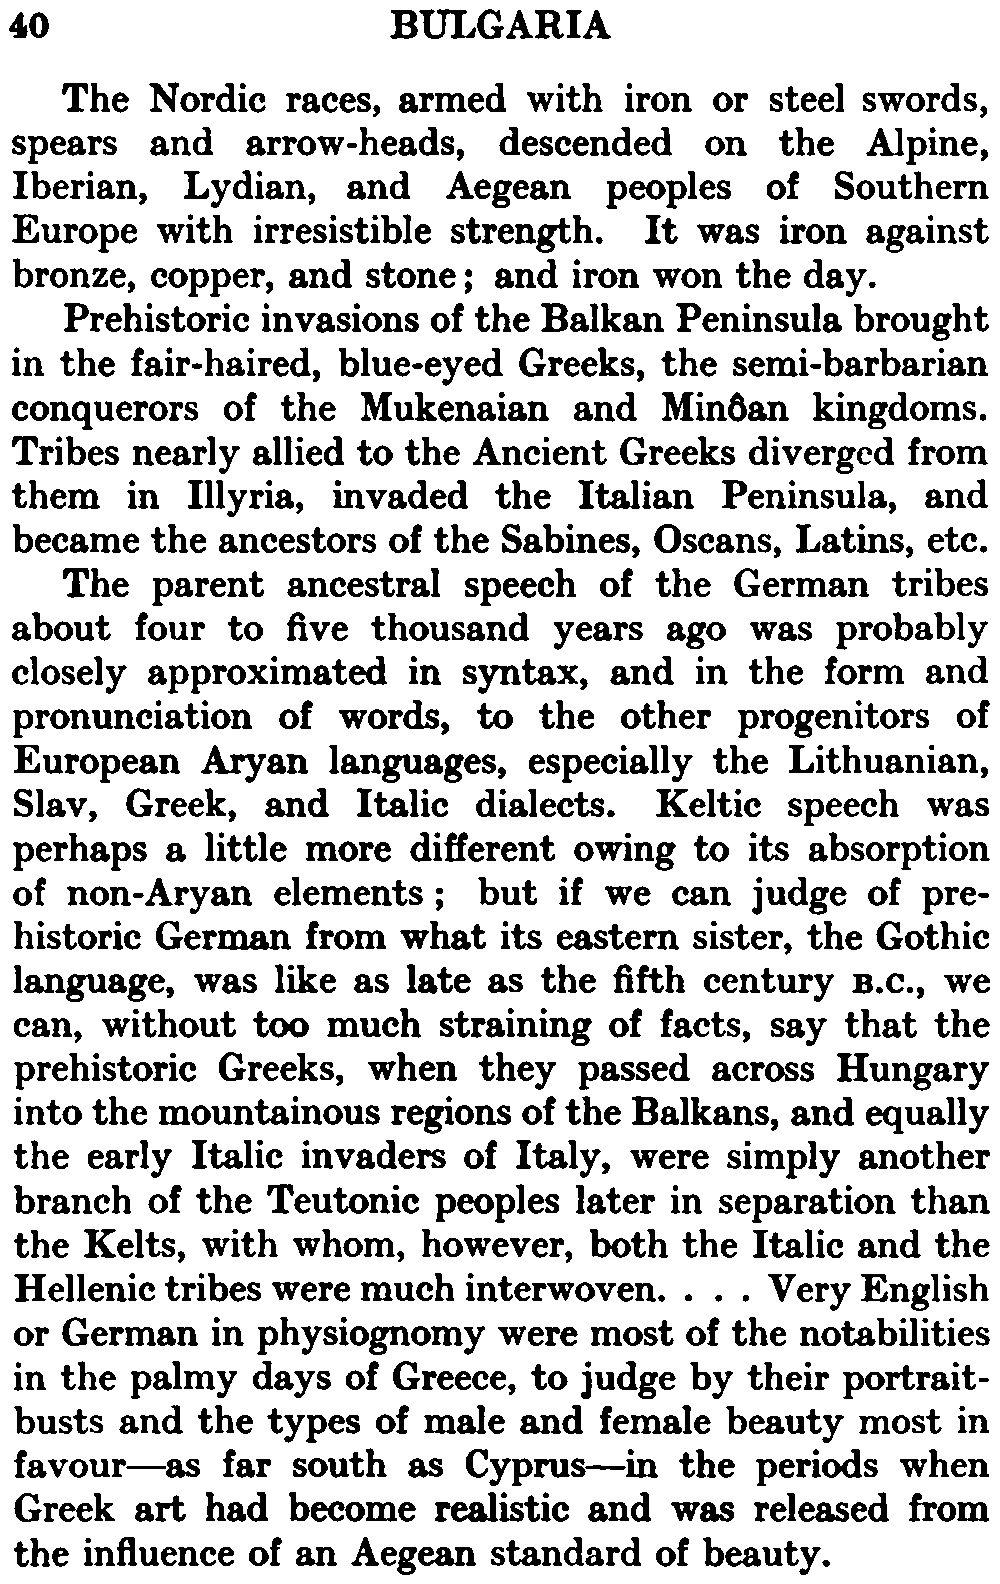 40 BULGARIA
The Nordic races, armed with iron or steel swords,
spears and arrow-heads, descended on the Alpine,
Iberian, Lydian, and Aegean peoples of Southern
Europe with irresistible strength. It was iron against
bronze, copper, and stone; and iron won the day.
Prehistoric invasions of the Balkan Peninsula brought
in the fair-haired, blue-eyed Greeks, the semi-barbarian
conquerors of the Mukenaian and Minôan kingdoms.
Tribes nearly allied to the Ancient Greeks diverged from
them in Illyria, invaded the Italian Peninsula, and
became the ancestors of the Sabines, Oscans, Latins, etc.
The parent ancestral speech of the German tribes
about four to five thousand years ago was probably
closely approximated in syntax, and in the form and
pronunciation of words, to the other progenitors of
European Aryan languages, especially the Lithuanian,
Slav, Greek, and Italic dialects. Keltic speech was
perhaps a little more different owing to its absorption
of non-Aryan elements; but if we can judge of pre-
historic German from what its eastern sister, the Gothic
language, was like as late as the fifth century B.C., we
can, without too much straining of facts, say that the
prehistoric Greeks, when they passed across Hungary
into the mountainous regions of the Balkans, and equally
the early Italic invaders of Italy, were simply another
branch of the Teutonic peoples later in separation than
the Kelts, with whom, however, both the Italic and the
Hellenic tribes were much interwoven. . . . Very English
or German in physiognomy were most of the notabilities
in the palmy days of Greece, to judge by their portrait-
busts and the types of male and female beauty most in
favour—as far south as Cyprus—in the periods when
Greek art had become realistic and was released from
the influence of an Aegean standard of beauty.